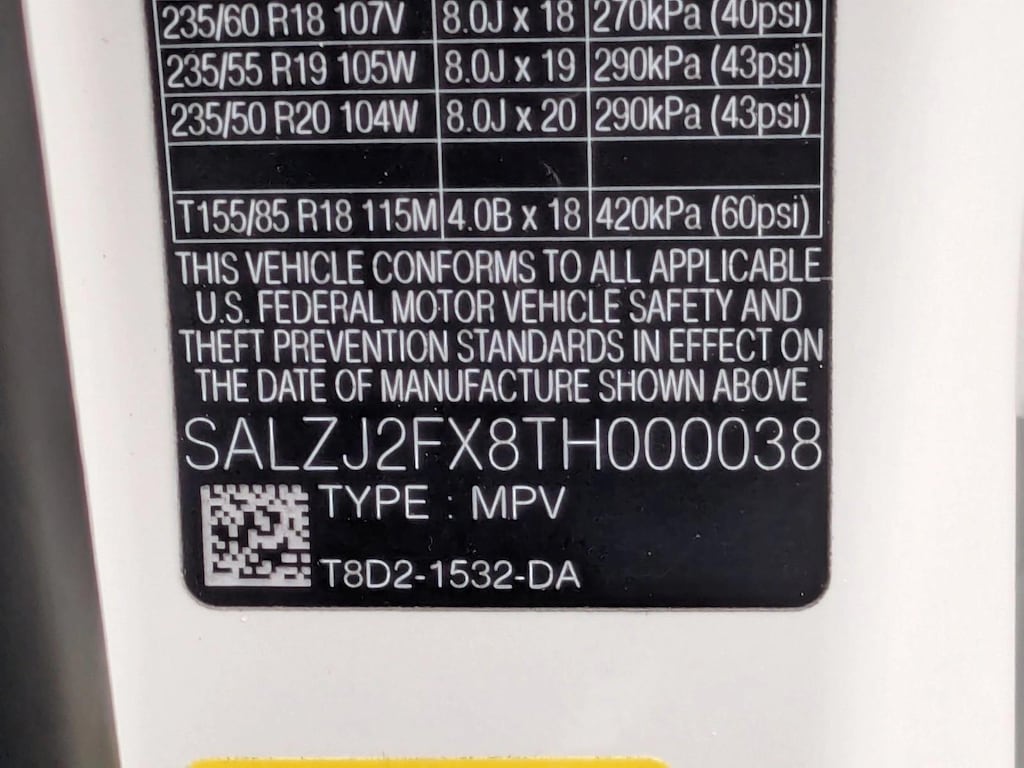 235/60 R18 107V 8.0J x 18 270kPa (40psi)
235/55 R19 105W 8.0J x 19 290kPa (43psi)
235/50 R20 104W 8.0J x 20 290kPa (43psi)
T155/85 R18 115M 4.0B x 18 420kPa (60psi)
THIS VEHICLE CONFORMS TO ALL APPLICABLE
U.S. FEDERAL MOTOR VEHICLE SAFETY AND
THEFT PREVENTION STANDARDS IN EFFECT ON
THE DATE OF MANUFACTURE SHOWN ABOVE
SALZJ2FX8TH000038
TYPE : MPV
T8D2-1532-DA